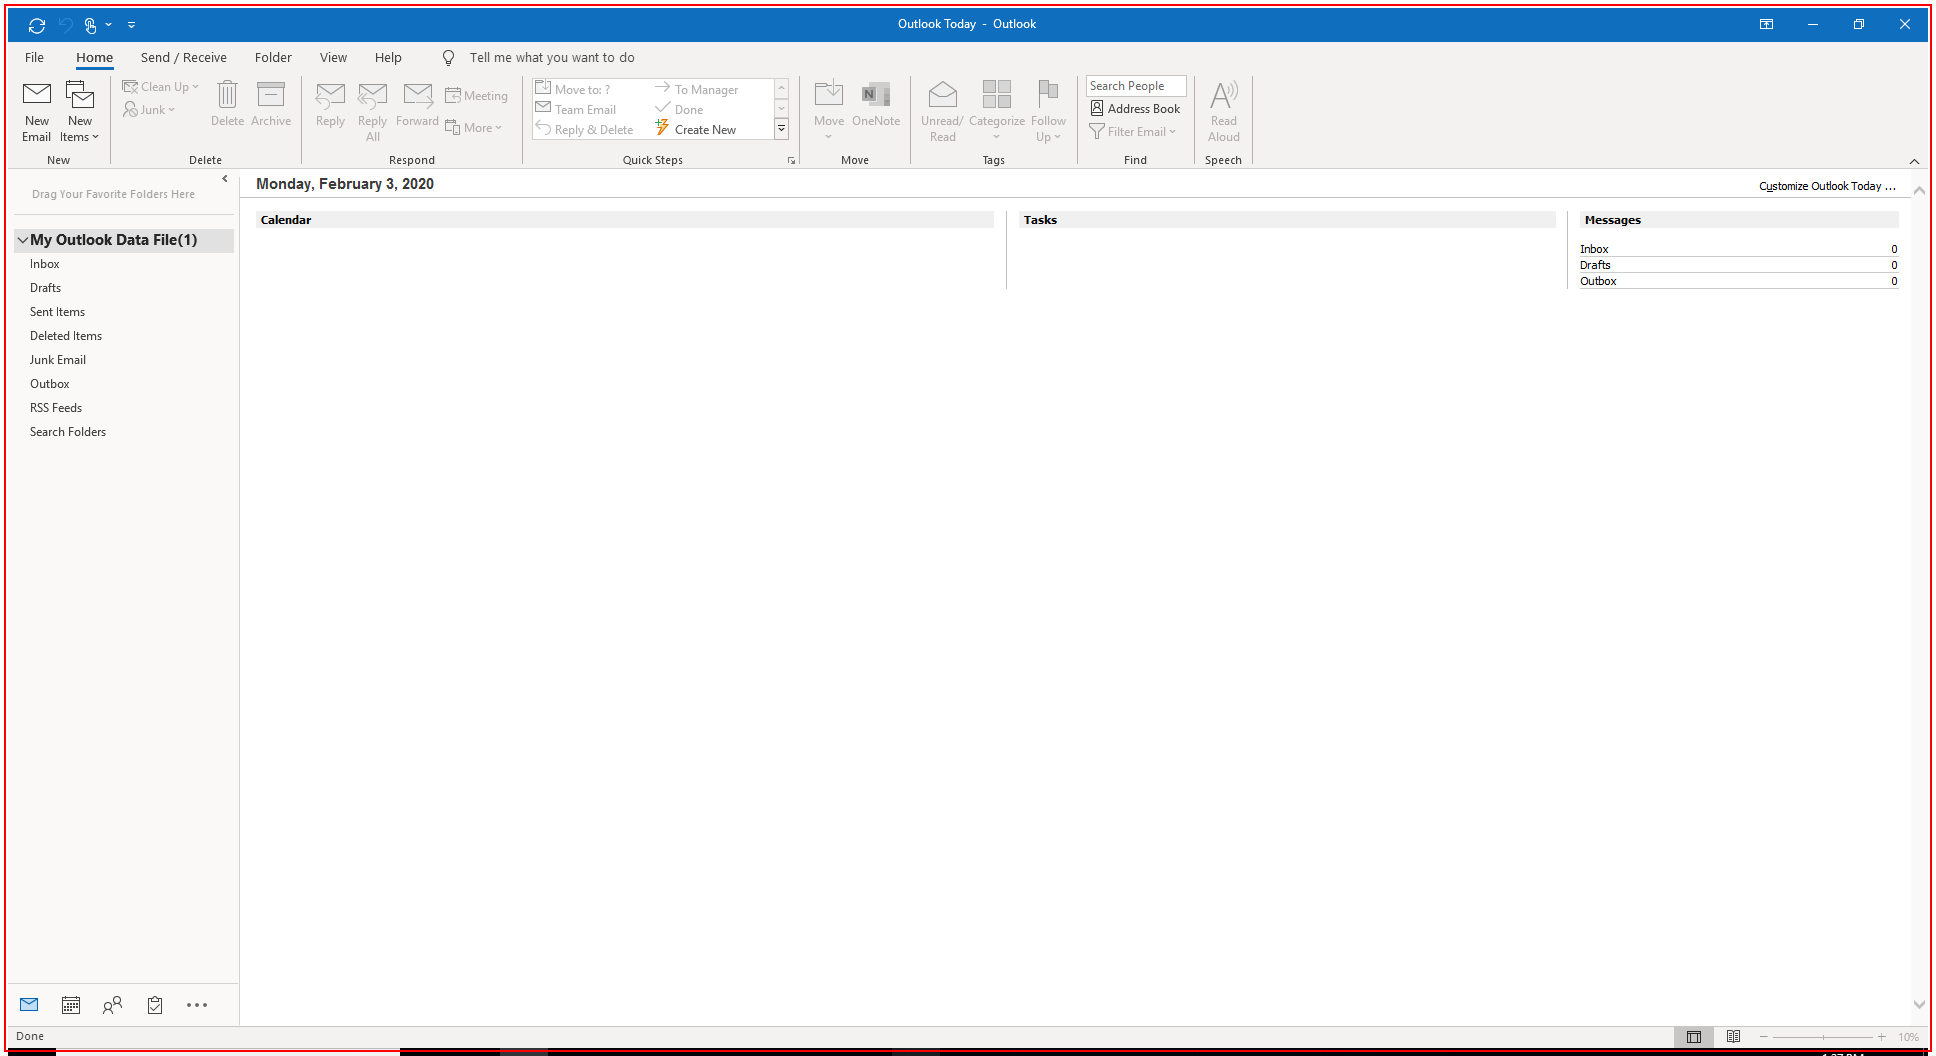 Outlook Today - Outlook
File Home Send / Receive Folder View Help Tell me what you want to do
New Email
New Items
New
Clean Up
Junk
Delete
Archive
Delete
Reply
Reply All
Forward
Meeting
More
Respond
Move to: ?
Team Email
Reply & Delete
To Manager
Done
Create New
Quick Steps
Move
OneNote
Move
Unread/ Read
Categorize
Follow Up
Tags
Search People
Address Book
Filter Email
Find
Read Aloud
Speech
Drag Your Favorite Folders Here
My Outlook Data File(1)
Inbox
Drafts
Sent Items
Deleted Items
Junk Email
Outbox
RSS Feeds
Search Folders
Monday, February 3, 2020
Customize Outlook Today ...
Calendar
Tasks
Messages
Inbox 0
Drafts 0
Outbox 0
Done
10%